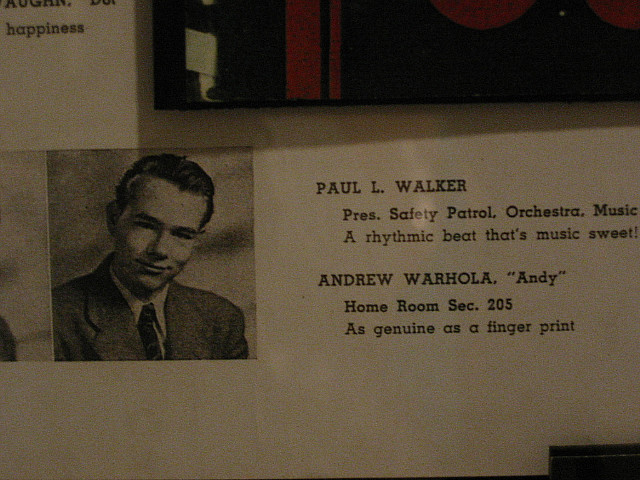 happiness
PAUL L. WALKER
Pres. Safety Patrol, Orchestra, Music
A rhythmic beat that's music sweet!
ANDREW WARHOLA, "Andy"
Home Room Sec. 205
As genuine as a finger print